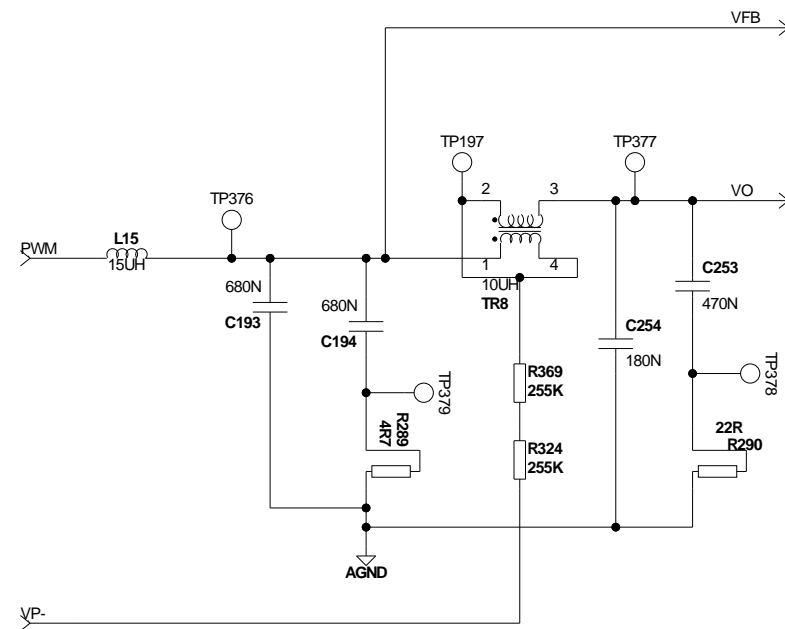 VFB
TP197
TP377
2
3
TP376
VO
L15
PWM
15UH
1
4
C253
680N
10UH
470N
C193
680N
TR8
C254
C194
180N
TP378
R369
255K
TP379
R289
4R7
22R
R290
R324
255K
AGND
VP-